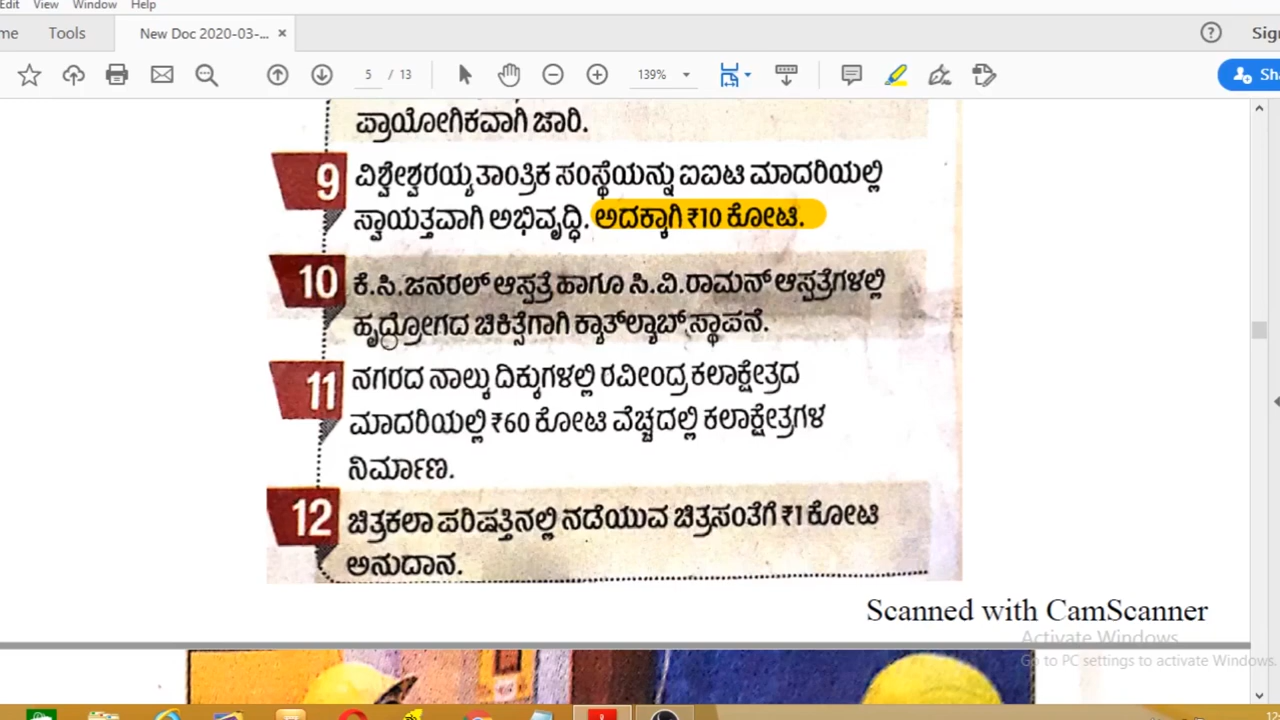 Edit View Window Help
me Tools New Doc 2020-03-... ×
5 / 13 139% Sha
ಪ್ರಾಯೋಗಿಕವಾಗಿ ಜಾರಿ.
9 ವಿಶ್ವೇಶ್ವರಯ್ಯ ತಾಂತ್ರಿಕ ಸಂಸ್ಥೆಯನ್ನು ಐಐಟಿ ಮಾದರಿಯಲ್ಲಿ
ಸ್ವಾಯತ್ತವಾಗಿ ಅಭಿವೃದ್ಧಿ. ಅದಕ್ಕಾಗಿ ₹10 ಕೋಟಿ.
10 ಕೆ.ಸಿ.ಜನರಲ್ ಆಸ್ಪತ್ರೆ ಹಾಗೂ ಸಿ.ವಿ.ರಾಮನ್ ಆಸ್ಪತ್ರೆಗಳಲ್ಲಿ
ಹೃದ್ರೋಗದ ಚಿಕಿತ್ಸೆಗಾಗಿ ಕ್ಯಾತ್‌ಲ್ಯಾಬ್ ಸ್ಥಾಪನೆ.
11 ನಗರದ ನಾಲ್ಕು ದಿಕ್ಕುಗಳಲ್ಲಿ ರವೀಂದ್ರ ಕಲಾಕ್ಷೇತ್ರದ
ಮಾದರಿಯಲ್ಲಿ ₹60 ಕೋಟಿ ವೆಚ್ಚದಲ್ಲಿ ಕಲಾಕ್ಷೇತ್ರಗಳ
ನಿರ್ಮಾಣ.
12 ಚಿತ್ರಕಲಾ ಪರಿಷತ್ತಿನಲ್ಲಿ ನಡೆಯುವ ಚಿತ್ರಸಂತೆಗೆ ₹1 ಕೋಟಿ
ಅನುದಾನ.
Scanned with CamScanner
Activate Windows
Go to PC settings to activate Windows.